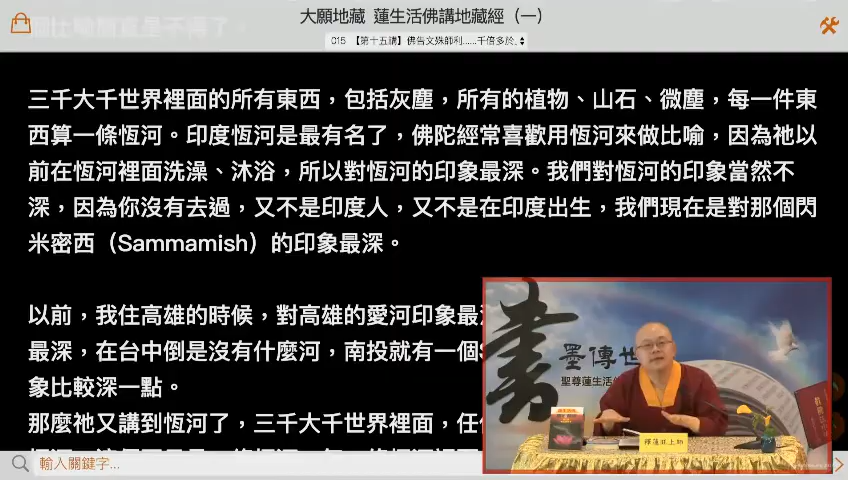 大願地藏 蓮生活佛講地藏經（一）
015 【第十五講】佛告文殊師利......千倍多於.
三千大千世界裡面的所有東西，包括灰塵，所有的植物、山石、微塵，每一件東
西算一條恆河。印度恆河是最有名了，佛陀經常喜歡用恆河來做比喻，因為祂以
前在恆河裡面洗澡、沐浴，所以對恆河的印象最深。我們對恆河的印象當然不
深，因為你沒有去過，又不是印度人，又不是在印度出生，我們現在是對那個閃
米密西（Sammamish）的印象最深。
以前，我住高雄的時候，對高雄的愛河印象最
最深，在台中倒是沒有什麼河，南投就有一個
象比較深一點。
那麼祂又講到恆河了，三千大千世界裡面，任
書
墨傳世
聖尊蓮生活
釋蓮旺上師
輸入關鍵字...